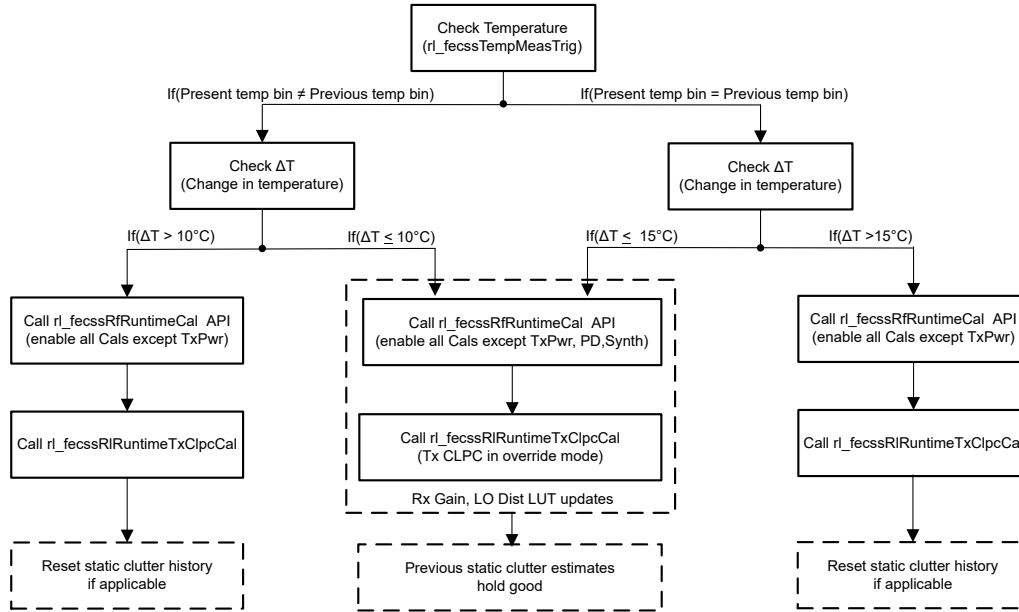 Check Temperature
(rl_fecssTempMeasTrig)
If(Present temp bin ≠ Previous temp bin)
If(Present temp bin = Previous temp bin)
Check ΔT
(Change in temperature)
Check ΔT
(Change in temperature)
If(ΔT > 10°C)
If(ΔT ≤ 10°C)
If(ΔT ≤ 15°C)
If(ΔT >15°C)
Call rl_fecssRfRuntimeCal API
(enable all Cals except TxPwr)
Call rl_fecssRfRuntimeCal API
(enable all Cals except TxPwr, PD,Synth)
Call rl_fecssRfRuntimeCal API
(enable all Cals except TxPwr)
Call rl_fecssRlRuntimeTxClpcCal
Call rl_fecssRlRuntimeTxClpcCal
(Tx CLPC in override mode)
Call rl_fecssRlRuntimeTxClpcCal
Rx Gain, LO Dist LUT updates
Reset static clutter history
if applicable
Previous static clutter estimates
hold good
Reset static clutter history
if applicable